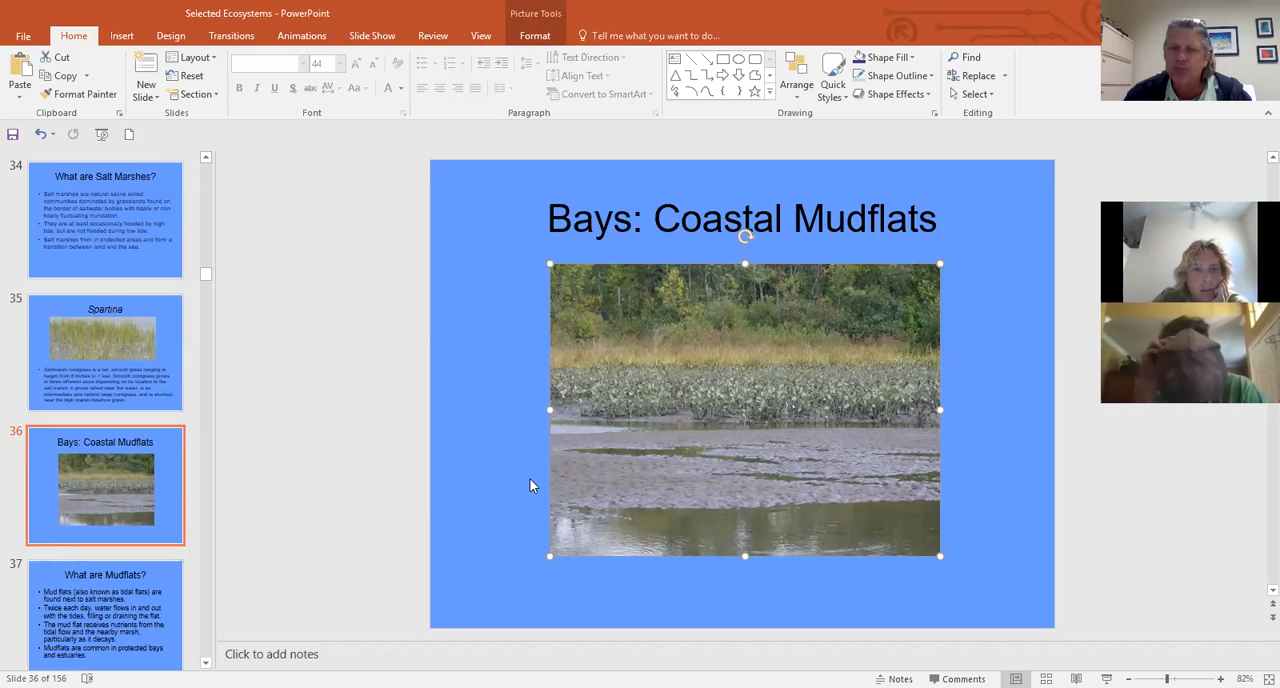 Selected Ecosystems - PowerPoint
Picture Tools
File
Home
Insert
Design
Transitions
Animations
Slide Show
Review
View
Format
Tell me what you want to do...
Paste
Cut
Copy
Format Painter
Clipboard
New
Slide
Layout
Reset
Section
Slides
44
B I U S abc AV Aa A
Font
Text Direction
Align Text
Convert to SmartArt
Paragraph
Arrange
Quick
Styles
Shape Fill
Shape Outline
Shape Effects
Drawing
Find
Replace
Select
Editing
34
What are Salt Marshes?
Salt marshes are natural saline soiled
communities dominated by grasslands found on
the border of saltwater bodies with tidally or non-
tidally fluctuating inundation.
They are at least occasionally flooded by high
tide, but are not flooded during low tide.
Salt marshes from in protected areas and form a
transition between land and the sea.
35
Spartina
Saltmarsh cordgrass is a tall, smooth grass ranging in
height from 6 inches to 7 feet. Smooth cordgrass grows
in three different sizes depending on its location in the
salt marsh. It grows tallest near the water, is an
intermediate size behind large cordgrass, and is shortest
near the high marsh meadow grass.
36
Bays: Coastal Mudflats
37
What are Mudflats?
Mud flats (also known as tidal flats) are
found next to salt marshes.
Twice each day, water flows in and out
with the tides, filling or draining the flat.
The mud flat receives nutrients from the
tidal flow and the nearby marsh,
particularly as it decays.
Mudflats are common in protected bays
and estuaries.
Bays: Coastal Mudflats
Click to add notes
Slide 36 of 156
Notes
Comments
82%